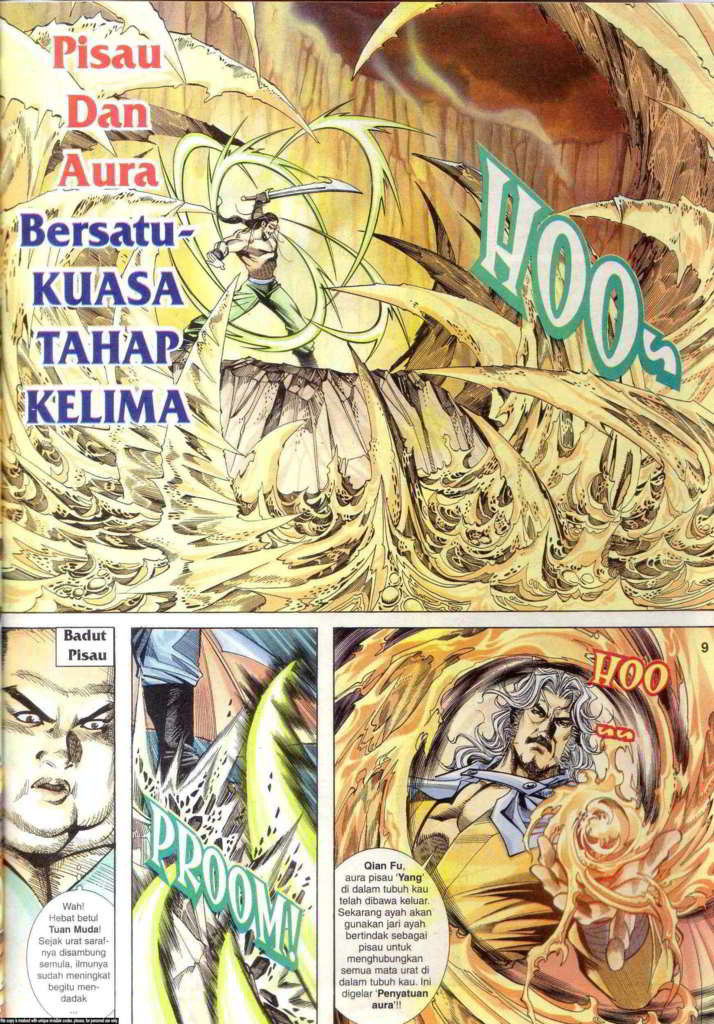 Pisau
Dan
Aura
Bersatu-
KUASA
TAHAP
KELIMA
HOOS
9
Badut
Pisau
Wah!
Hebat betul
Tuan Muda!
Sejak urat saraf-
nya disambung
semula, ilmunya
sudah meningkat
begitu men-
dadak
...
PROOM!
HOO
SS
Qian Fu,
aura pisau 'Yang'
di dalam tubuh kau
telah dibawa keluar.
Sekarang ayah akan
gunakan jari ayah
bertindak sebagai
pisau untuk
menghubungkan
semua mata urat di
dalam tubuh kau. Ini
digelar 'Penyatuan
aura'!!